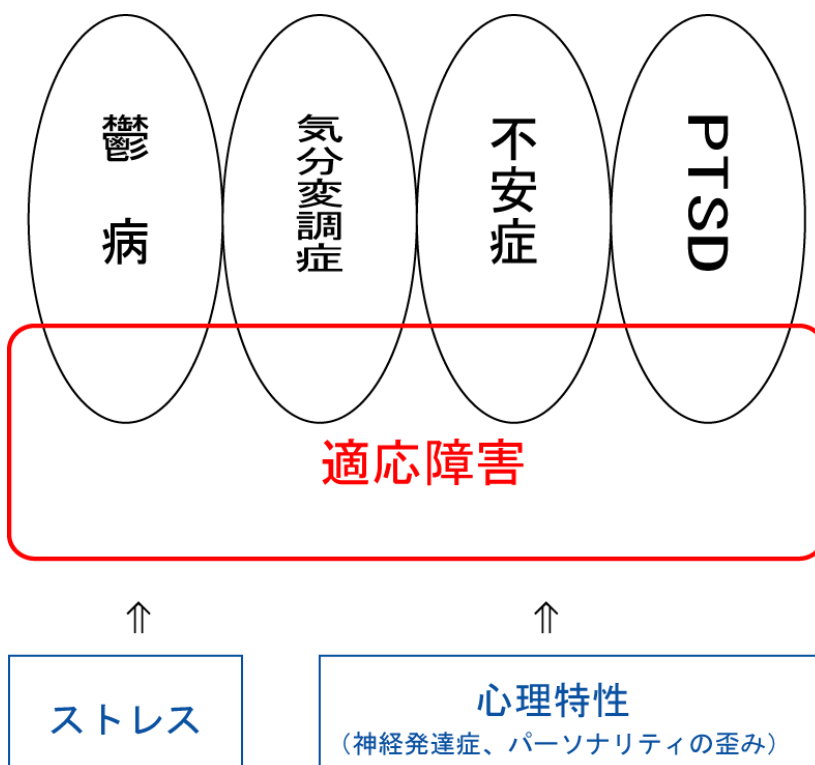 鬱病
気分変調症
不安症
PTSD
適応障害
⇑
⇑
ストレス
心理特性
（神経発達症、パーソナリティの歪み）